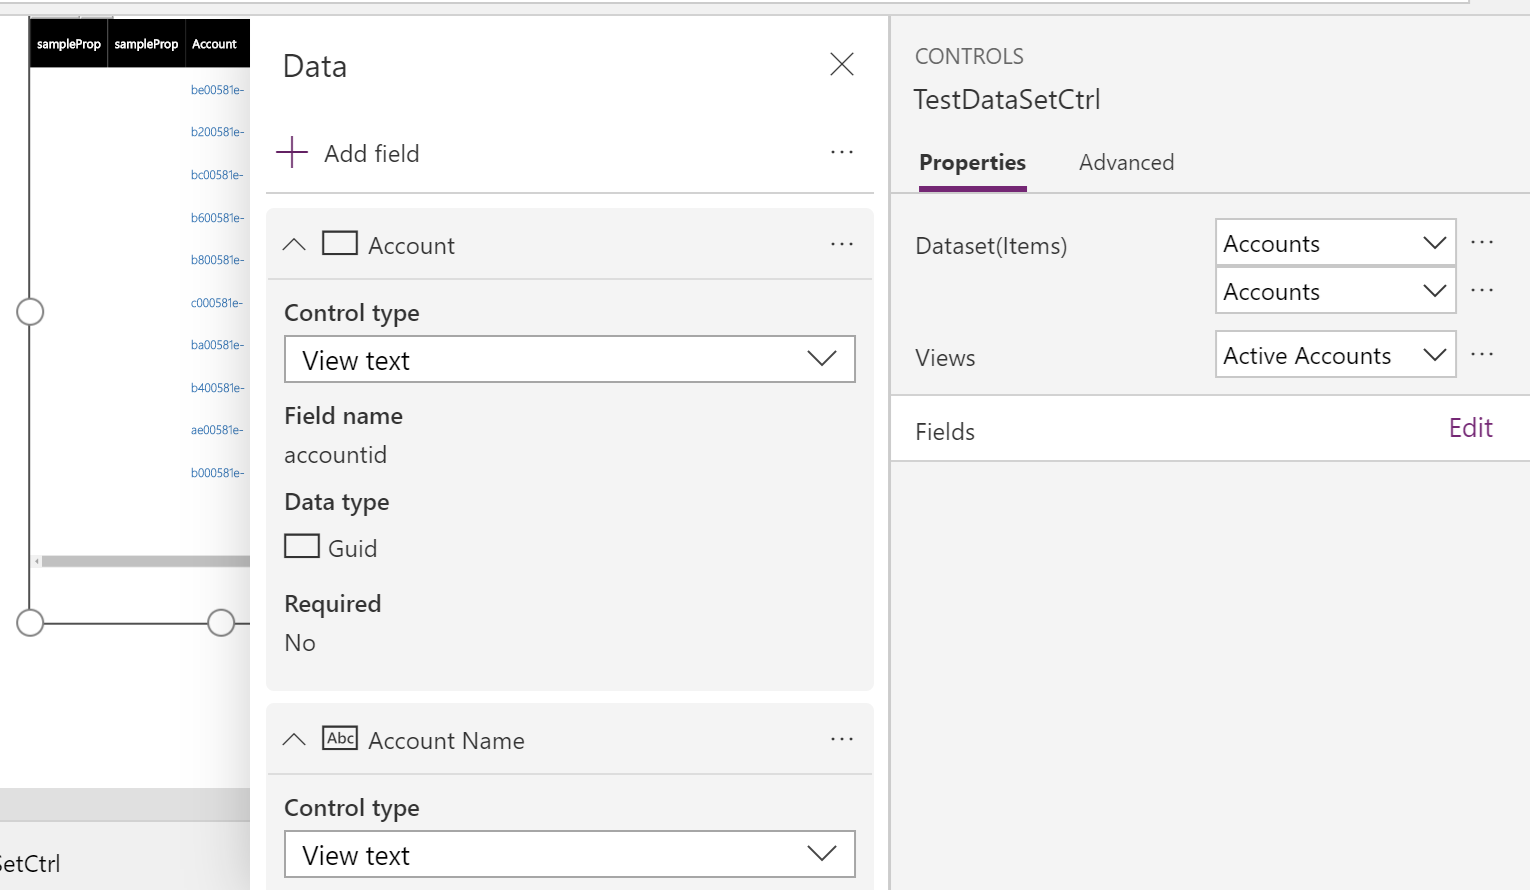 sampleProp sampleProp Account
be00581e-
b200581e-
bc00581e-
b600581e-
b800581e-
c000581e-
ba00581e-
b400581e-
ae00581e-
b000581e-
SetCtrl
Data
Add field
Account
Control type
View text
Field name
accountid
Data type
Guid
Required
No
Abc Account Name
Control type
View text
CONTROLS
TestDataSetCtrl
Properties Advanced
Dataset(Items) Accounts
Accounts
Views Active Accounts
Fields Edit